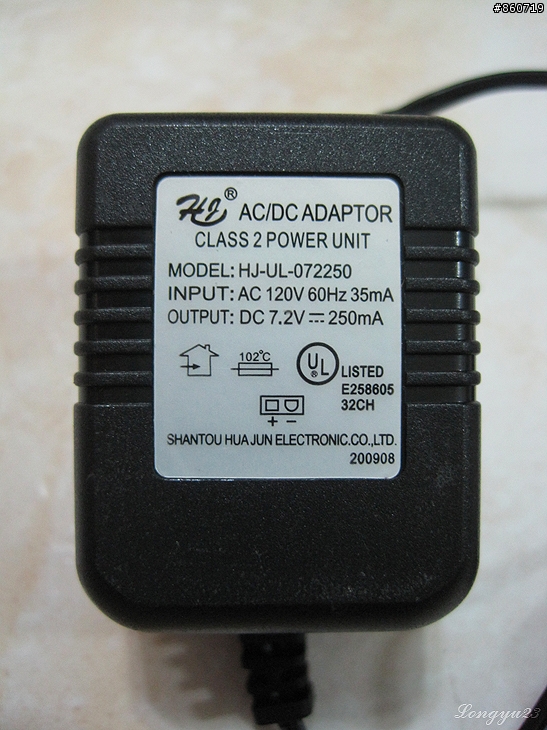 #860719
HJ® AC/DC ADAPTOR
CLASS 2 POWER UNIT
MODEL: HJ-UL-072250
INPUT: AC 120V 60Hz 35mA
OUTPUT: DC 7.2V ⎓ 250mA
102°C
UL® LISTED
E258605
32CH
+ −
SHANTOU HUA JUN ELECTRONIC.CO.,LTD.
200908
Longyu23